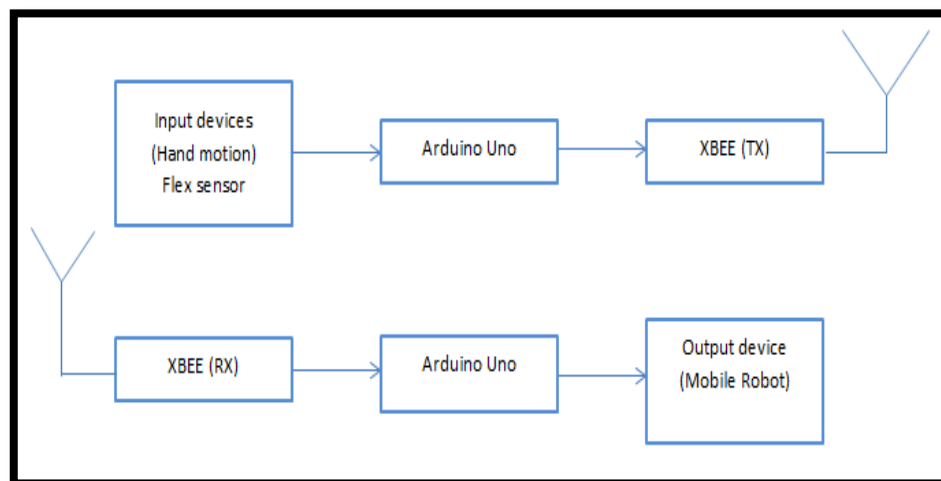 Input devices
(Hand motion)
Flex sensor
Arduino Uno
XBEE (TX)
XBEE (RX)
Arduino Uno
Output device
(Mobile Robot)